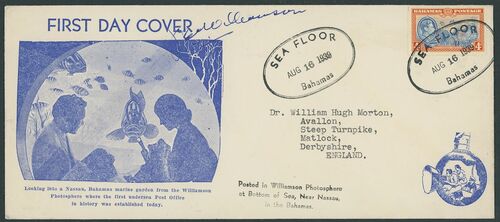 FIRST DAY COVER
Williamson
SEA FLOOR
AUG 16 1939
Bahamas
BAHAMAS POSTAGE
4d
SEA FLOOR
AUG 16 1939
Bahamas
Dr. William Hugh Morton,
Avallon,
Steep Turnpike,
Matlock,
Derbyshire,
ENGLAND.
Looking into a Nassau, Bahamas marine garden from the Williamson
Photosphere where the first undersea Post Office
in history was established today.
Posted in Williamson Photosphere
at Bottom of Sea, Near Nassau,
in the Bahamas.